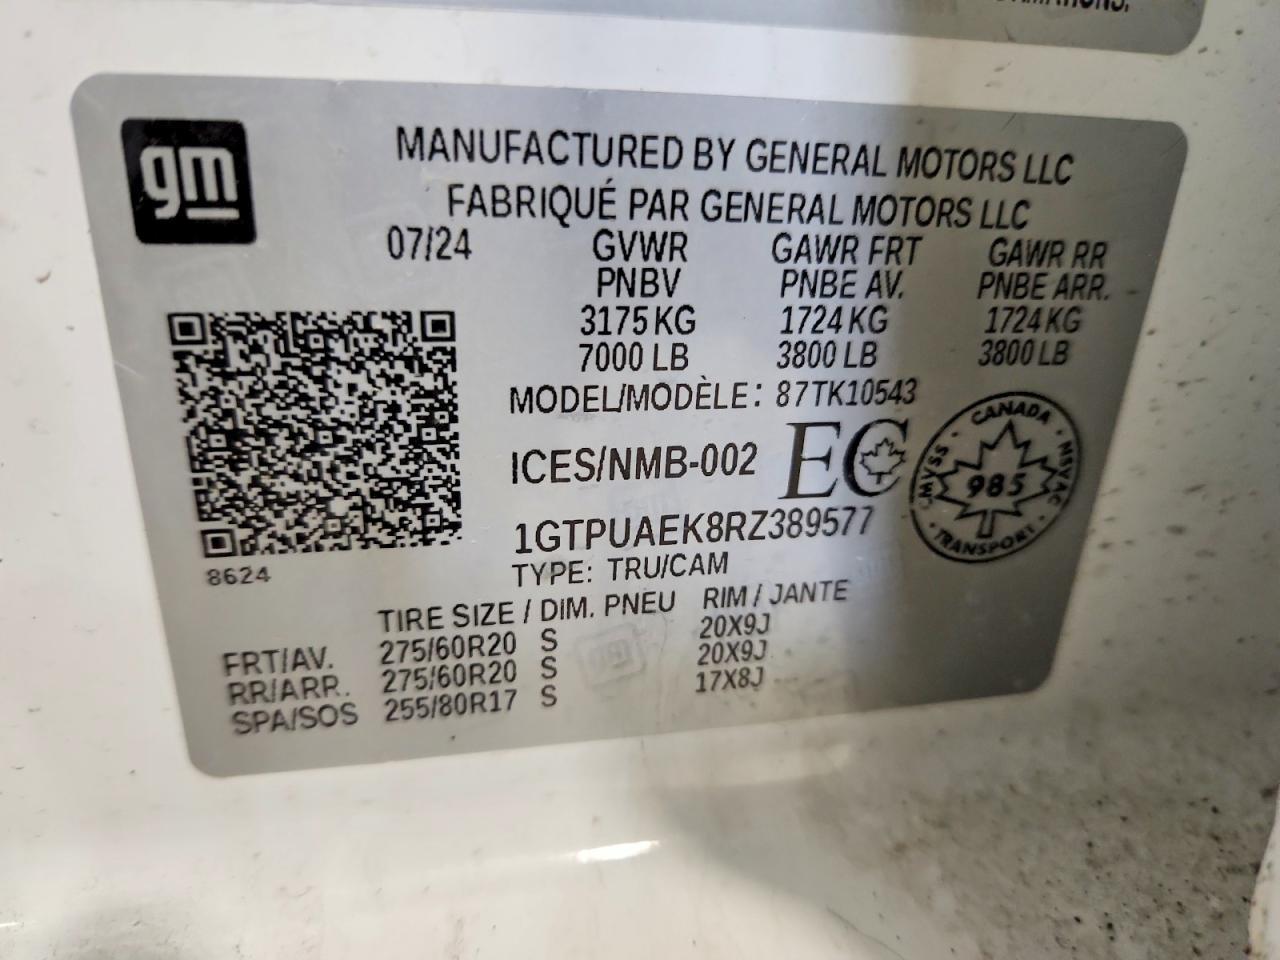 gm
MANUFACTURED BY GENERAL MOTORS LLC
FABRIQUÉ PAR GENERAL MOTORS LLC
07/24 GVWR GAWR FRT GAWR RR
PNBV PNBE AV. PNBE ARR.
3175 KG 1724 KG 1724 KG
7000 LB 3800 LB 3800 LB
MODEL/MODÈLE: 87TK10543
ICES/NMB-002 EC
CANADA
CMVSS · 985 · NVAC
TRANSPORT
1GTPUAEK8RZ389577
8624
TYPE: TRU/CAM
TIRE SIZE / DIM. PNEU RIM / JANTE
FRT/AV. 275/60R20 S 20X9J
RR/ARR. 275/60R20 S 20X9J
SPA/SOS 255/80R17 S 17X8J